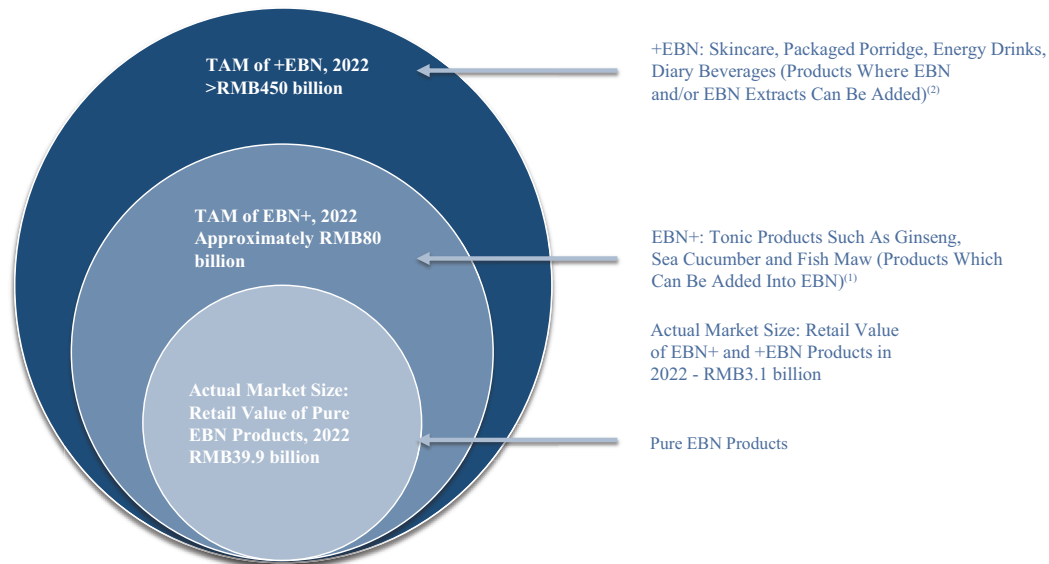 TAM of +EBN, 2022
>RMB450 billion
+EBN: Skincare, Packaged Porridge, Energy Drinks,
Diary Beverages (Products Where EBN
and/or EBN Extracts Can Be Added)(2)
TAM of EBN+, 2022
Approximately RMB80
billion
EBN+: Tonic Products Such As Ginseng,
Sea Cucumber and Fish Maw (Products Which
Can Be Added Into EBN)(1)
Actual Market Size: Retail Value
of EBN+ and +EBN Products in
2022 - RMB3.1 billion
Actual Market Size:
Retail Value of Pure
EBN Products, 2022
RMB39.9 billion
Pure EBN Products